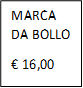 MARCA
DA BOLLO
€ 16,00